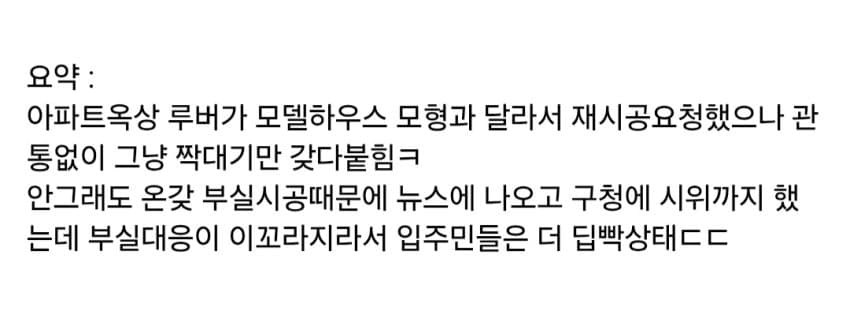 요약 :
아파트옥상 루버가 모델하우스 모형과 달라서 재시공요청했으나 관
통없이 그냥 짝대기만 갖다붙힘ㅋ
안그래도 온갖 부실시공때문에 뉴스에 나오고 구청에 시위까지 했
는데 부실대응이 이꼬라지라서 입주민들은 더 딥빡상태ㄷㄷ